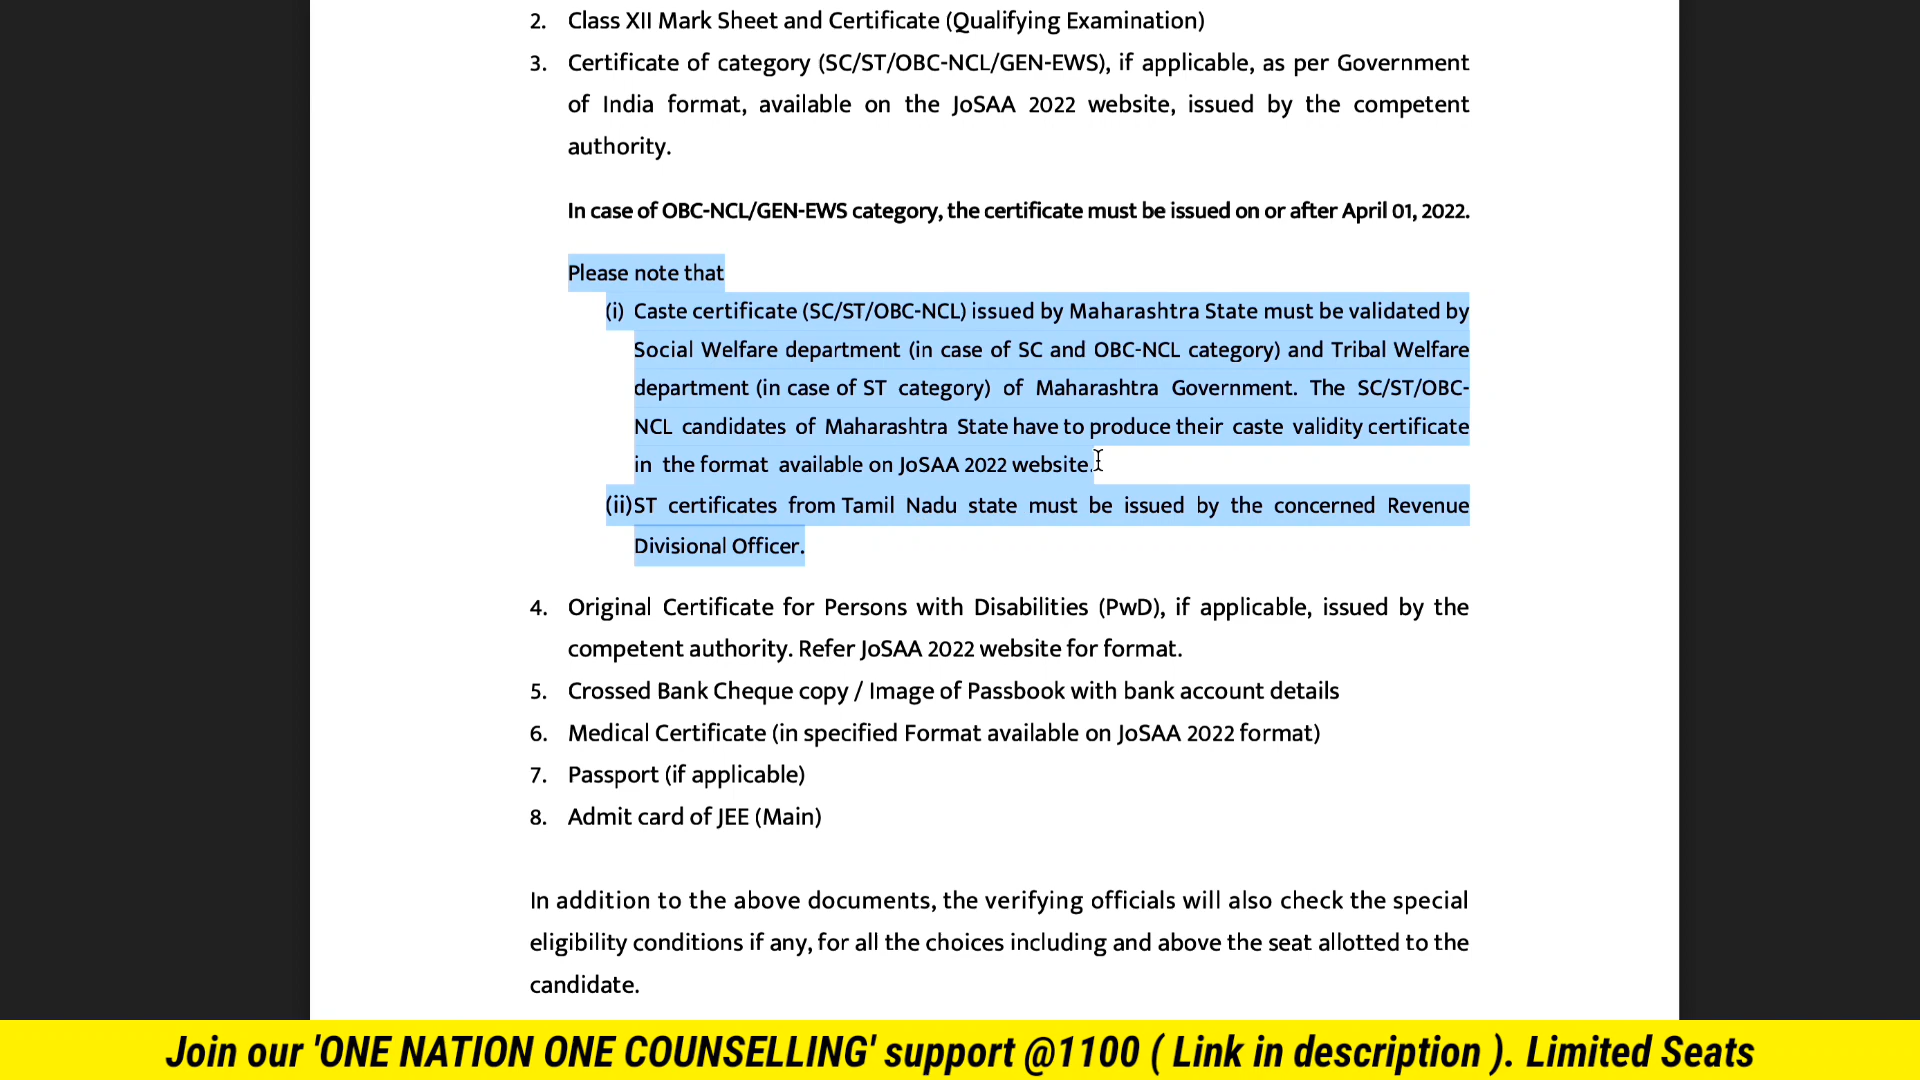 2. Class XII Mark Sheet and Certificate (Qualifying Examination)
3. Certificate of category (SC/ST/OBC-NCL/GEN-EWS), if applicable, as per Government
of India format, available on the JoSAA 2022 website, issued by the competent
authority.
In case of OBC-NCL/GEN-EWS category, the certificate must be issued on or after April 01, 2022.
Please note that
(i) Caste certificate (SC/ST/OBC-NCL) issued by Maharashtra State must be validated by
Social Welfare department (in case of SC and OBC-NCL category) and Tribal Welfare
department (in case of ST category) of Maharashtra Government. The SC/ST/OBC-
NCL candidates of Maharashtra State have to produce their caste validity certificate
in the format available on JoSAA 2022 website.
(ii)ST certificates from Tamil Nadu state must be issued by the concerned Revenue
Divisional Officer.
4. Original Certificate for Persons with Disabilities (PwD), if applicable, issued by the
competent authority. Refer JoSAA 2022 website for format.
5. Crossed Bank Cheque copy / Image of Passbook with bank account details
6. Medical Certificate (in specified Format available on JoSAA 2022 format)
7. Passport (if applicable)
8. Admit card of JEE (Main)
In addition to the above documents, the verifying officials will also check the special
eligibility conditions if any, for all the choices including and above the seat allotted to the
candidate.
Join our 'ONE NATION ONE COUNSELLING' support @1100 ( Link in description ). Limited Seats